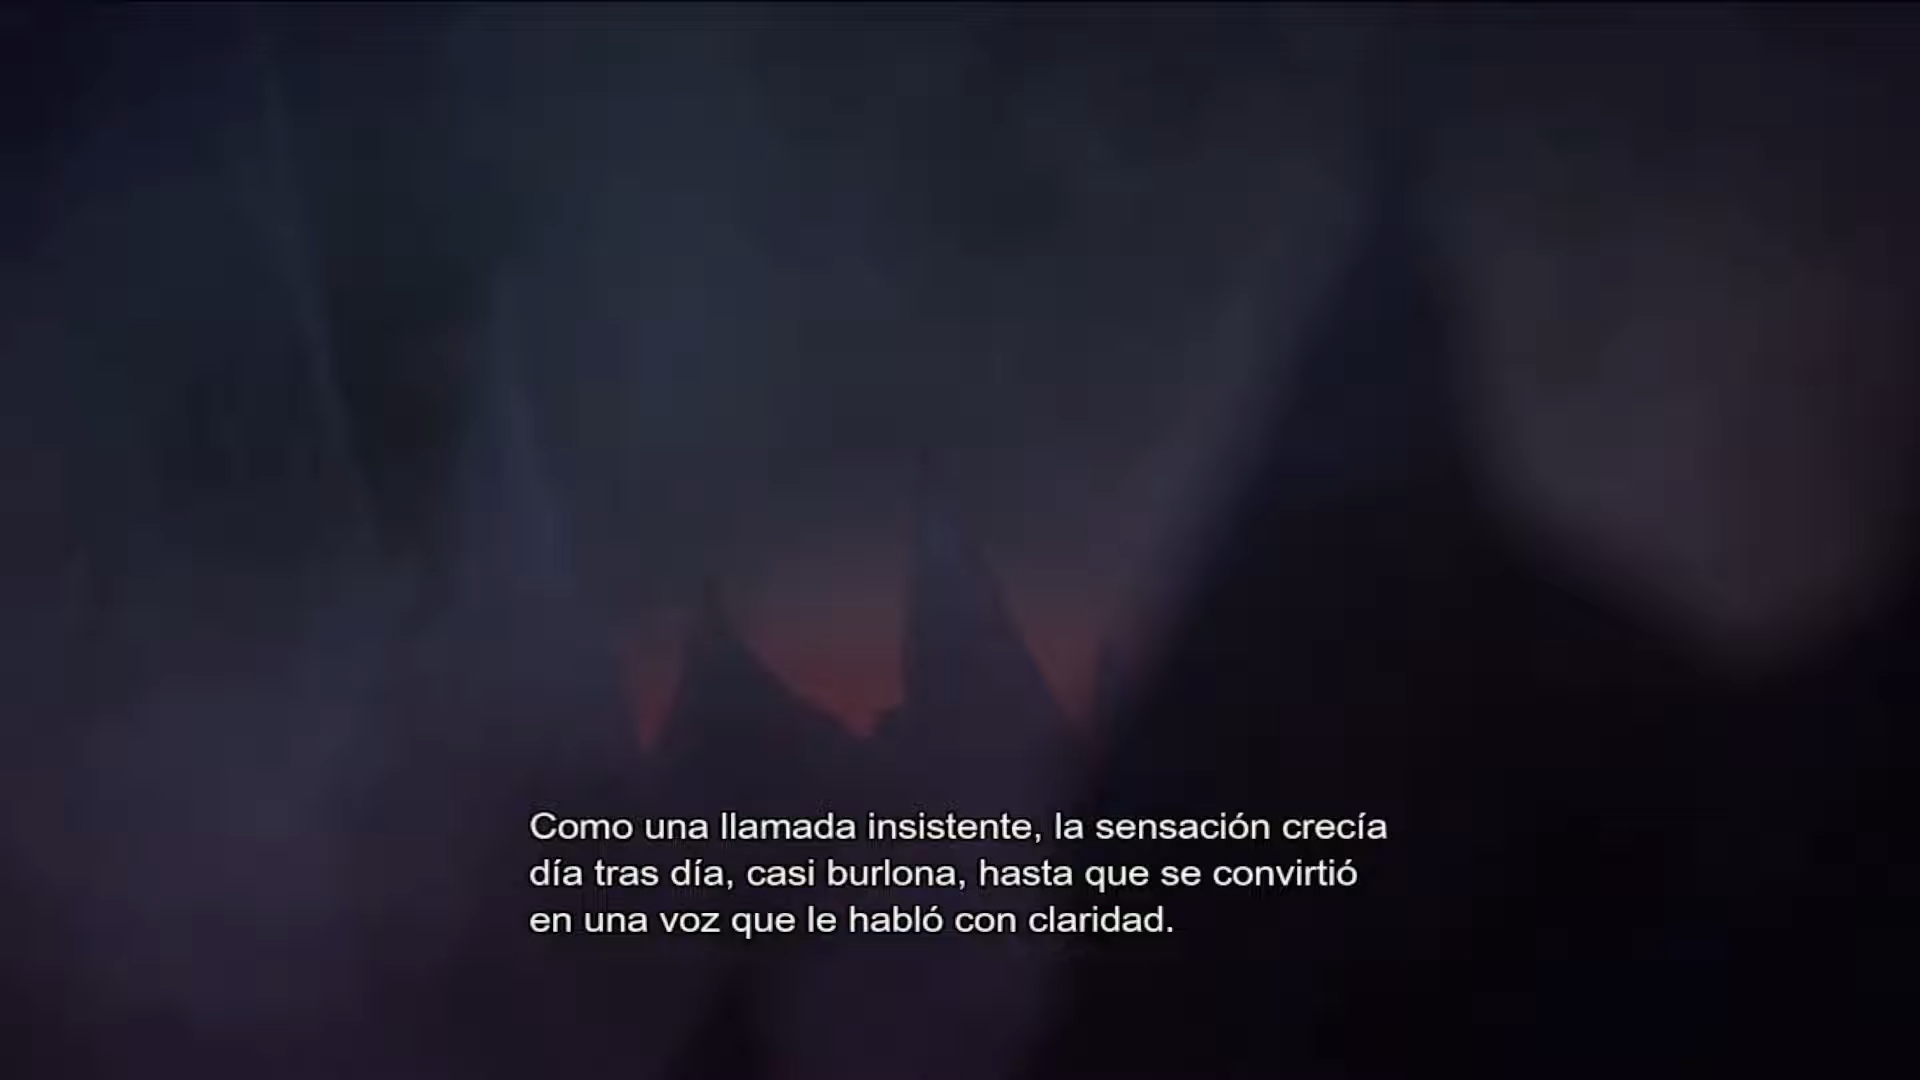 Como una llamada insistente, la sensación crecía
día tras día, casi burlona, hasta que se convirtió
en una voz que le habló con claridad.